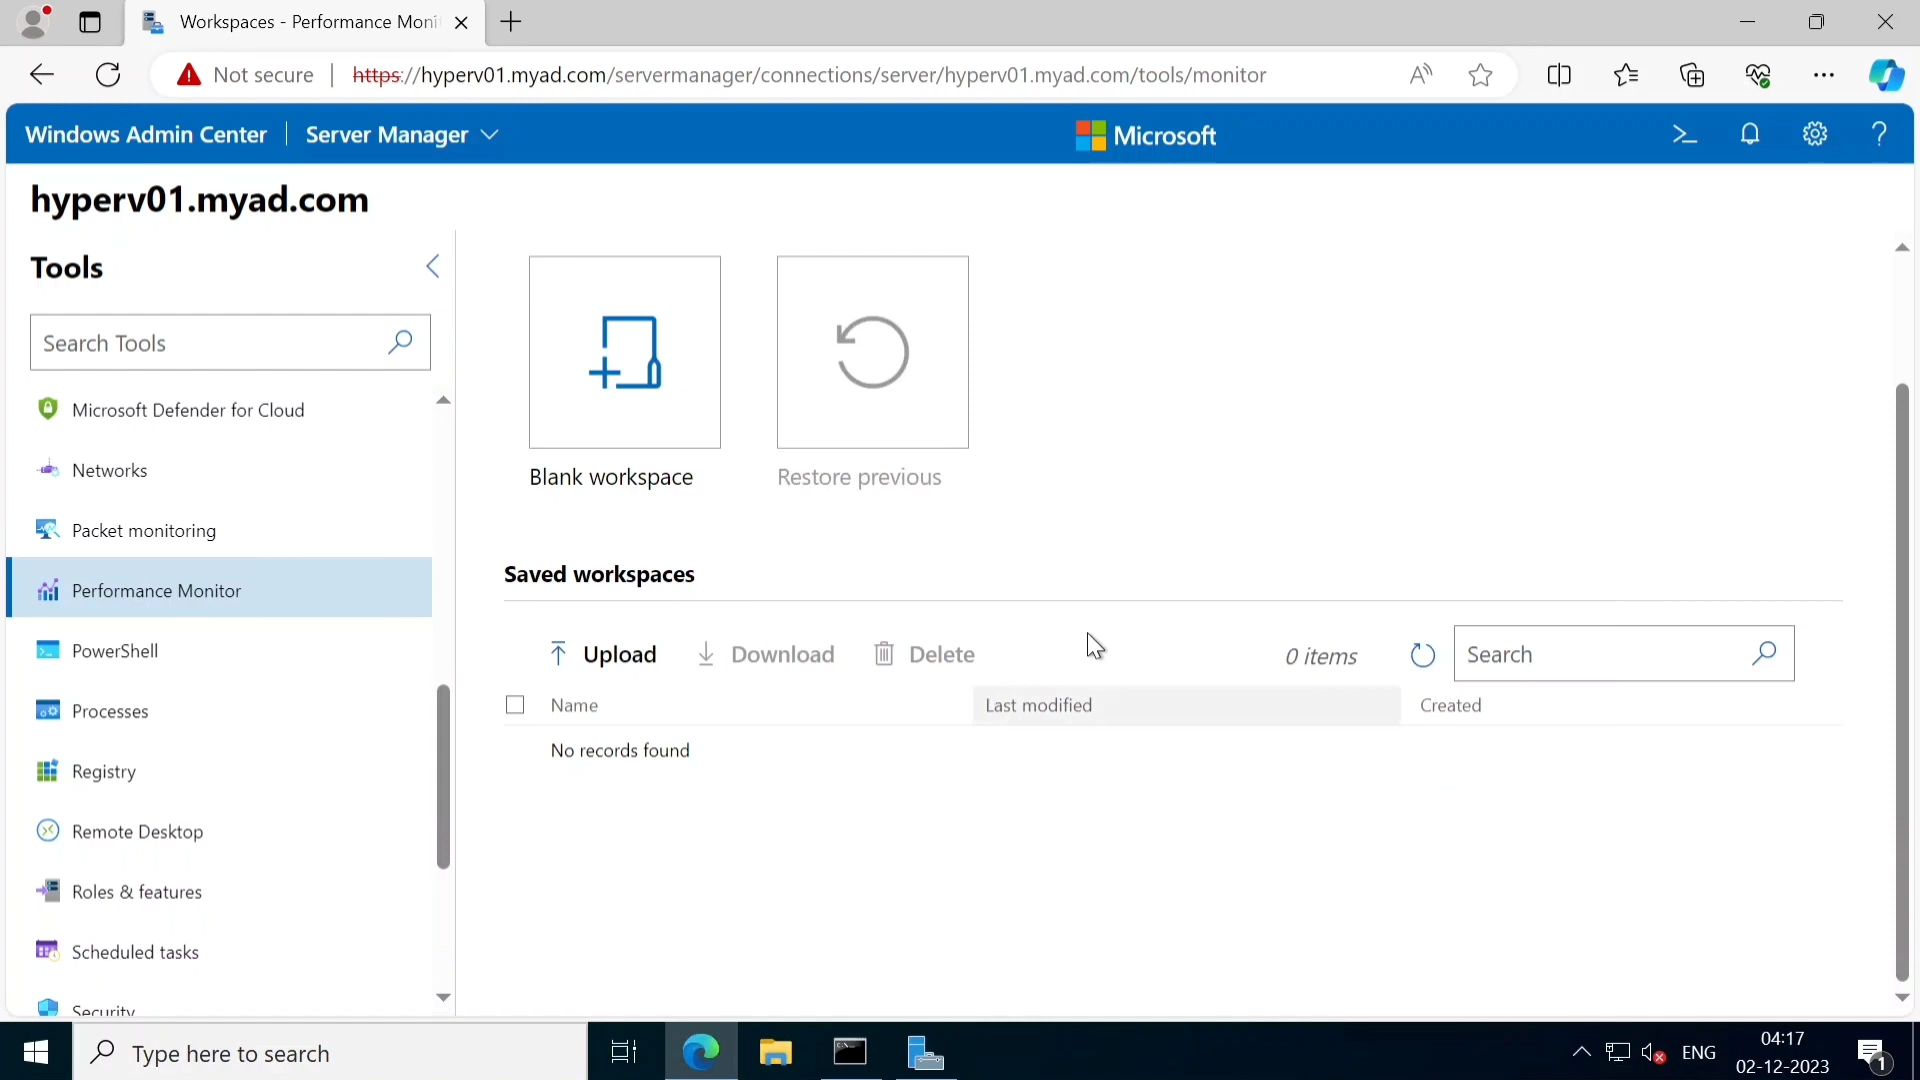 Workspaces - Performance Moni
Not secure
https://hyperv01.myad.com/servermanager/connections/server/hyperv01.myad.com/tools/monitor
Windows Admin Center
Server Manager
Microsoft
hyperv01.myad.com
Tools
Search Tools
Microsoft Defender for Cloud
Networks
Packet monitoring
Performance Monitor
PowerShell
Processes
Registry
Remote Desktop
Roles & features
Scheduled tasks
Security
Blank workspace
Restore previous
Saved workspaces
Upload
Download
Delete
0 items
Search
Name
Last modified
Created
No records found
Type here to search
ENG
04:17
02-12-2023
1